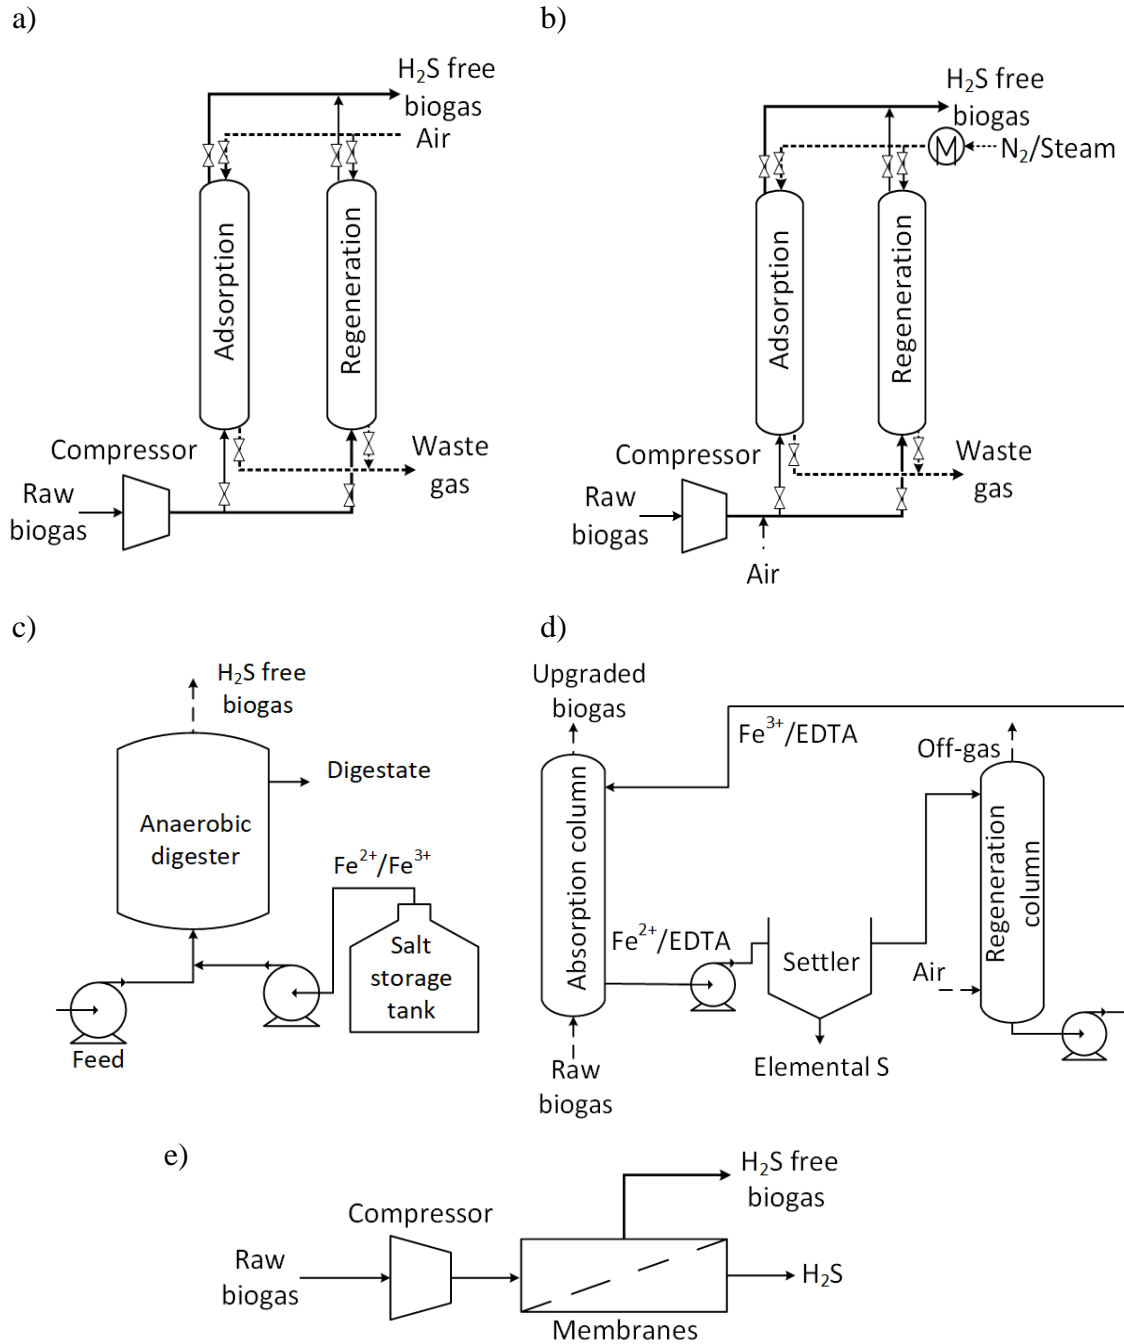 a)
H₂S free
biogas
Air
Adsorption
Regeneration
Compressor
Raw
biogas
Waste
gas
b)
H₂S free
biogas
M
N₂/Steam
Adsorption
Regeneration
Compressor
Raw
biogas
Waste
gas
Air
c)
H₂S free
biogas
Digestate
Anaerobic
digester
Fe²⁺/Fe³⁺
Salt
storage
tank
Feed
d)
Upgraded
biogas
Fe³⁺/EDTA
Off-gas
Absorption column
Regeneration
column
Fe²⁺/EDTA
Settler
Air
Elemental S
Raw
biogas
e)
H₂S free
biogas
Compressor
Raw
biogas
H₂S
Membranes